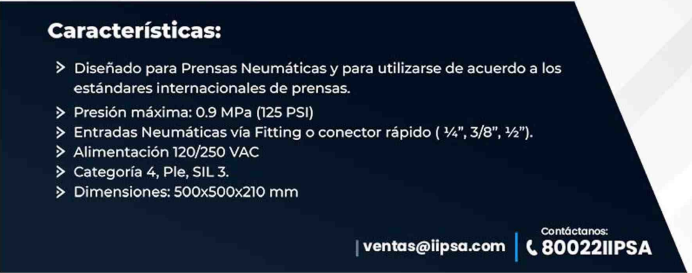 Características:
Diseñado para Prensas Neumáticas y para utilizarse de acuerdo a los
estándares internacionales de prensas.
Presión máxima: 0.9 MPa (125 PSI)
Entradas Neumáticas vía Fitting o conector rápido ( ¼”, 3/8”, ½”).
Alimentación 120/250 VAC
Categoría 4, Ple, SIL 3.
Dimensiones: 500x500x210 mm
Contáctanos:
| ventas@iipsa.com | 80022IIPSA